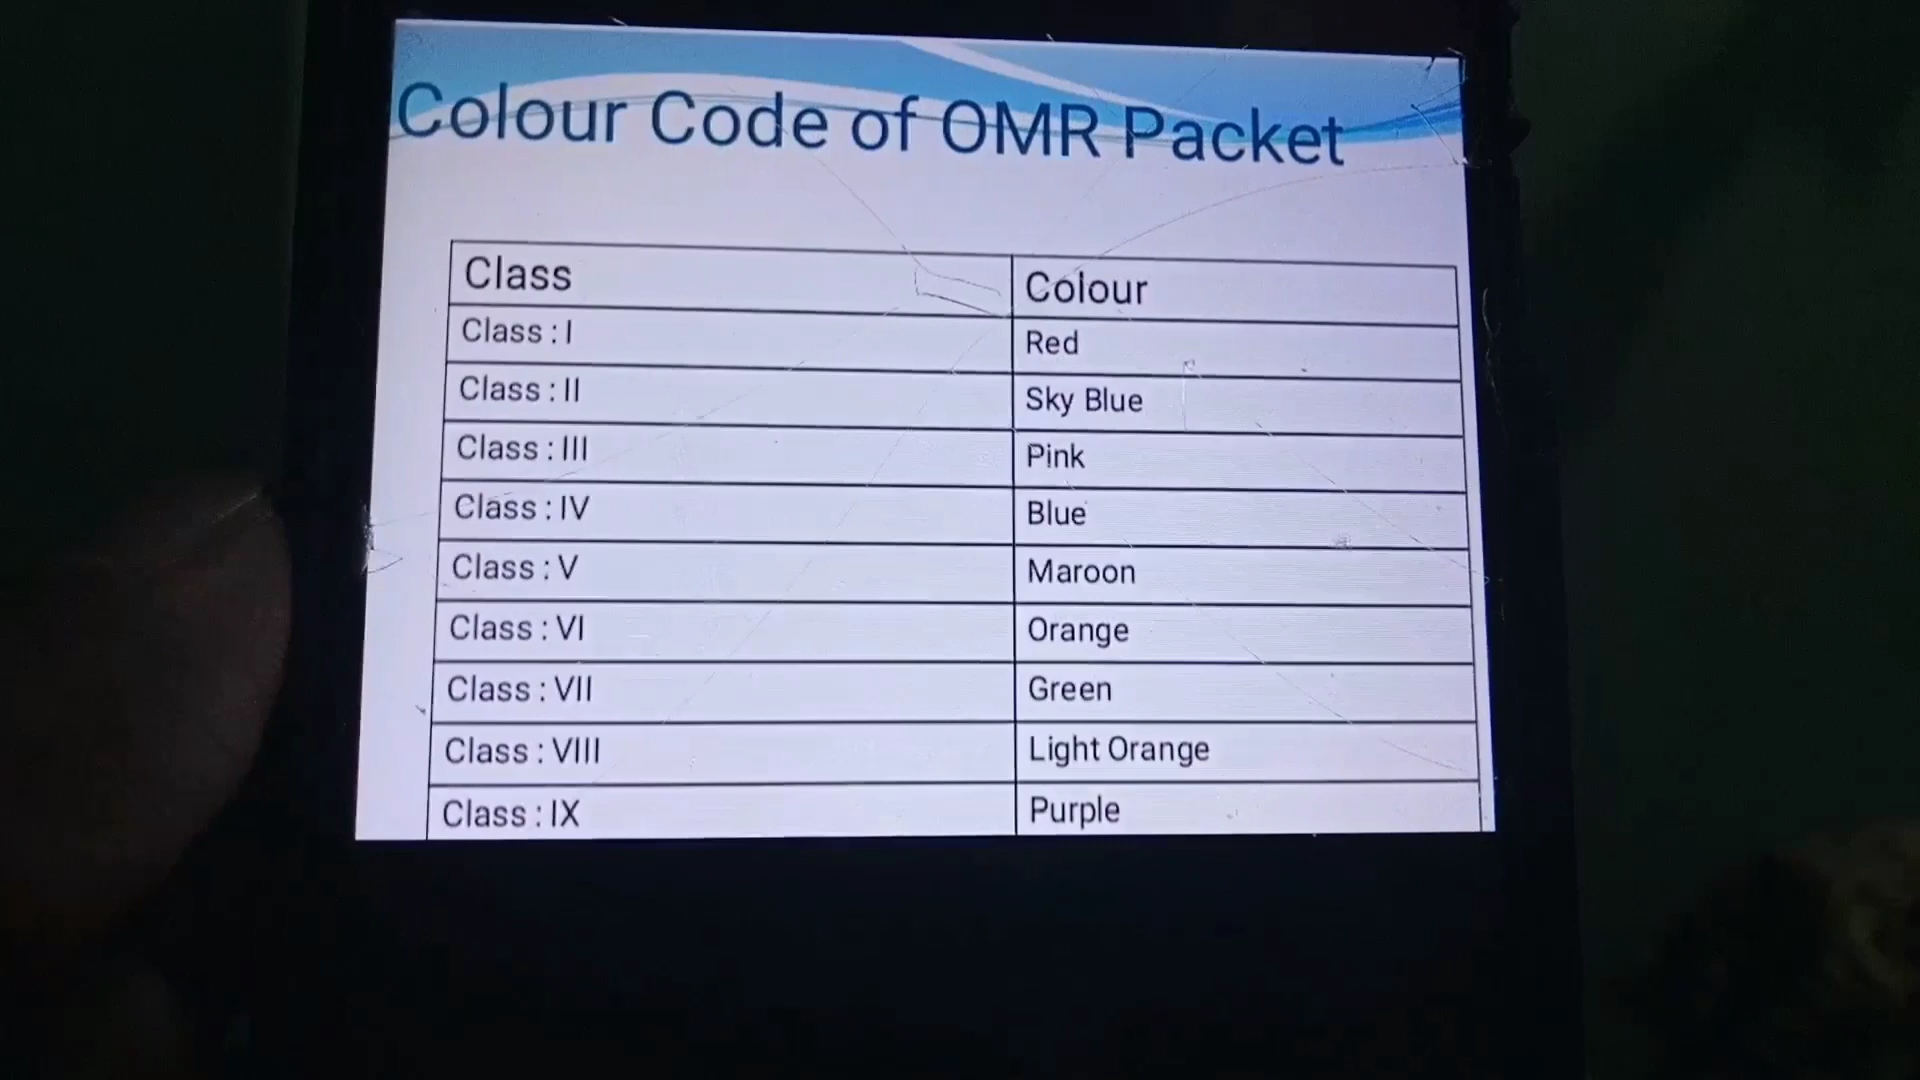 Colour Code of OMR Packet
Class Colour
Class : I Red
Class : II Sky Blue
Class : III Pink
Class : IV Blue
Class : V Maroon
Class : VI Orange
Class : VII Green
Class : VIII Light Orange
Class : IX Purple